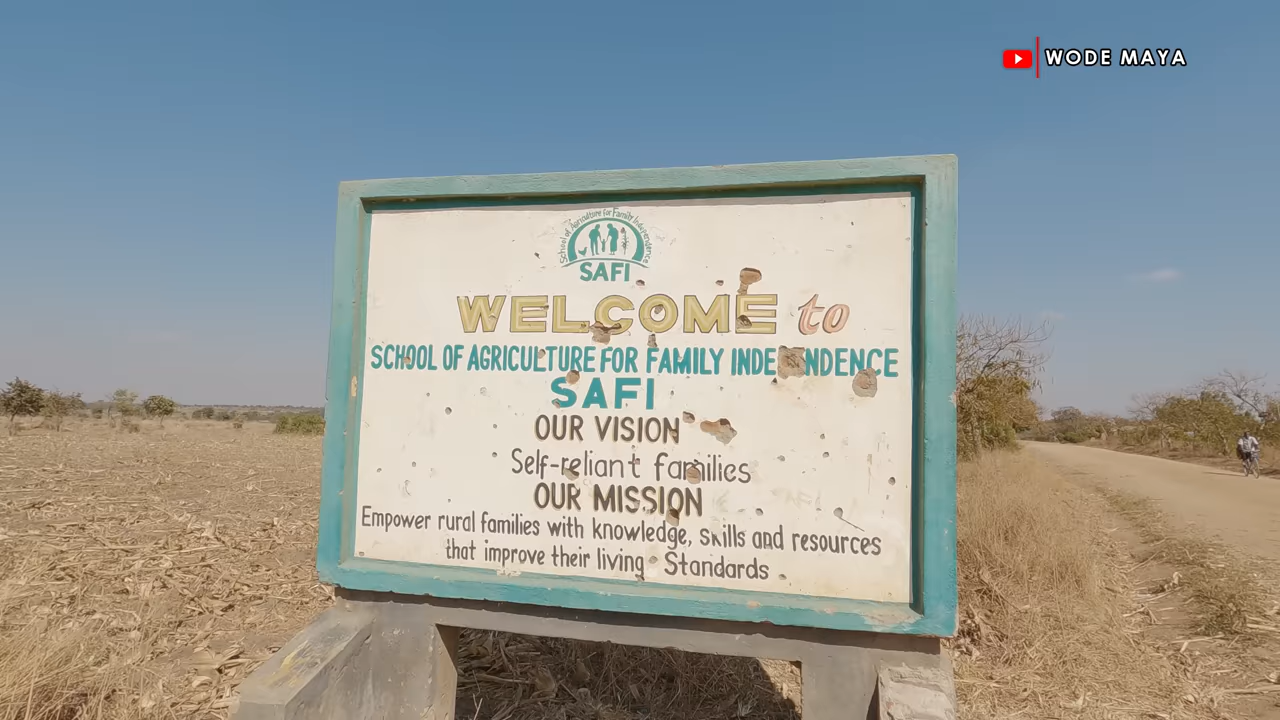 WODE MAYA
School of Agriculture for Family Independence
SAFI
WELCOME to
SCHOOL OF AGRICULTURE FOR FAMILY INDEPENDENCE
SAFI
OUR VISION
Self-reliant families
OUR MISSION
Empower rural families with knowledge, skills and resources
that improve their living Standards